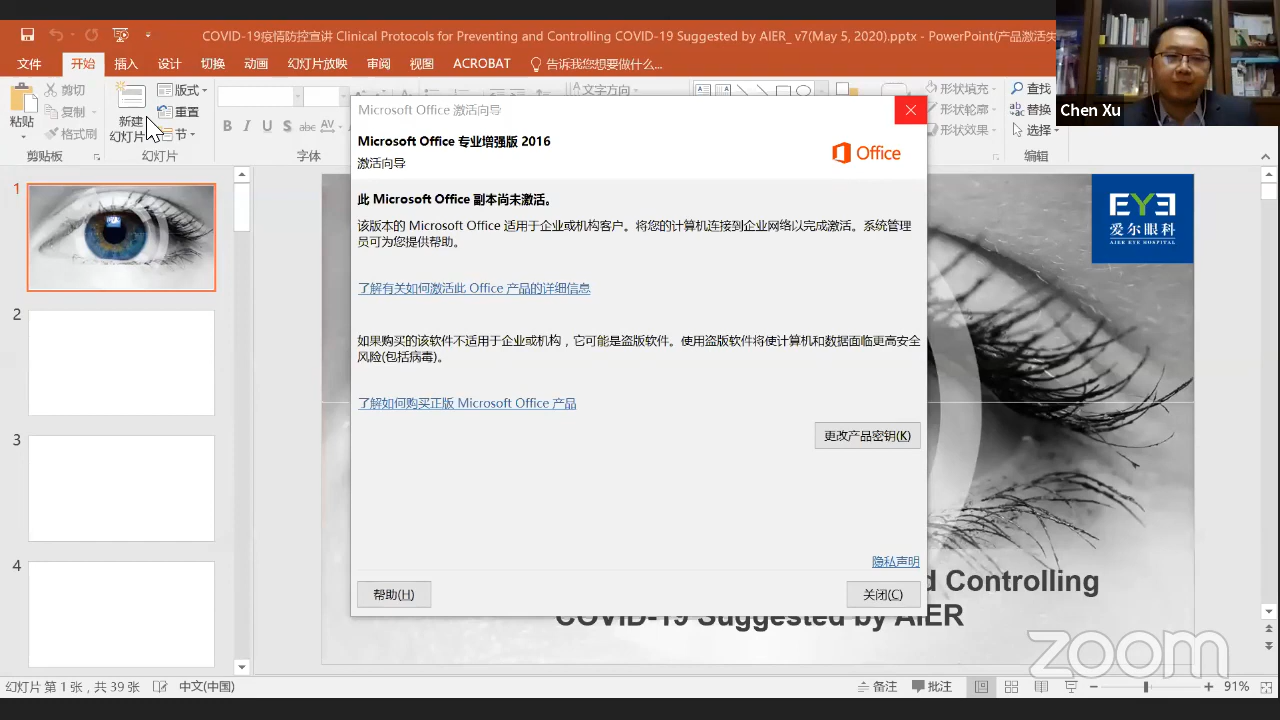 COVID-19疫情防控宣讲 Clinical Protocols for Preventing and Controlling COVID-19 Suggested by AIER_ v7(May 5, 2020).pptx - PowerPoint(产品激活失
文件 开始 插入 设计 切换 动画 幻灯片放映 审阅 视图 ACROBAT 告诉我您想要做什么...
粘贴
剪切
复制
格式刷
剪贴板
新建
幻灯片
版式
重置
节
幻灯片
B I U S abc AV
字体
文字方向
形状填充
形状轮廓
形状效果
查找
替换
选择
编辑
Chen Xu
1
2
3
4
Microsoft Office 激活向导
Microsoft Office 专业增强版 2016
激活向导
Office
此 Microsoft Office 副本尚未激活。
该版本的 Microsoft Office 适用于企业或机构客户。将您的计算机连接到企业网络以完成激活。系统管理
员可为您提供帮助。
了解有关如何激活此 Office 产品的详细信息
如果购买的该软件不适用于企业或机构，它可能是盗版软件。使用盗版软件将使计算机和数据面临更高安全
风险(包括病毒)。
了解如何购买正版 Microsoft Office 产品
更改产品密钥(K)
隐私声明
帮助(H)
关闭(C)
EYE
爱尔眼科
AIER EYE HOSPITAL
d Controlling
COVID-19 Suggested by AIER
zoom
幻灯片 第 1 张，共 39 张 中文(中国) 备注 批注 91%